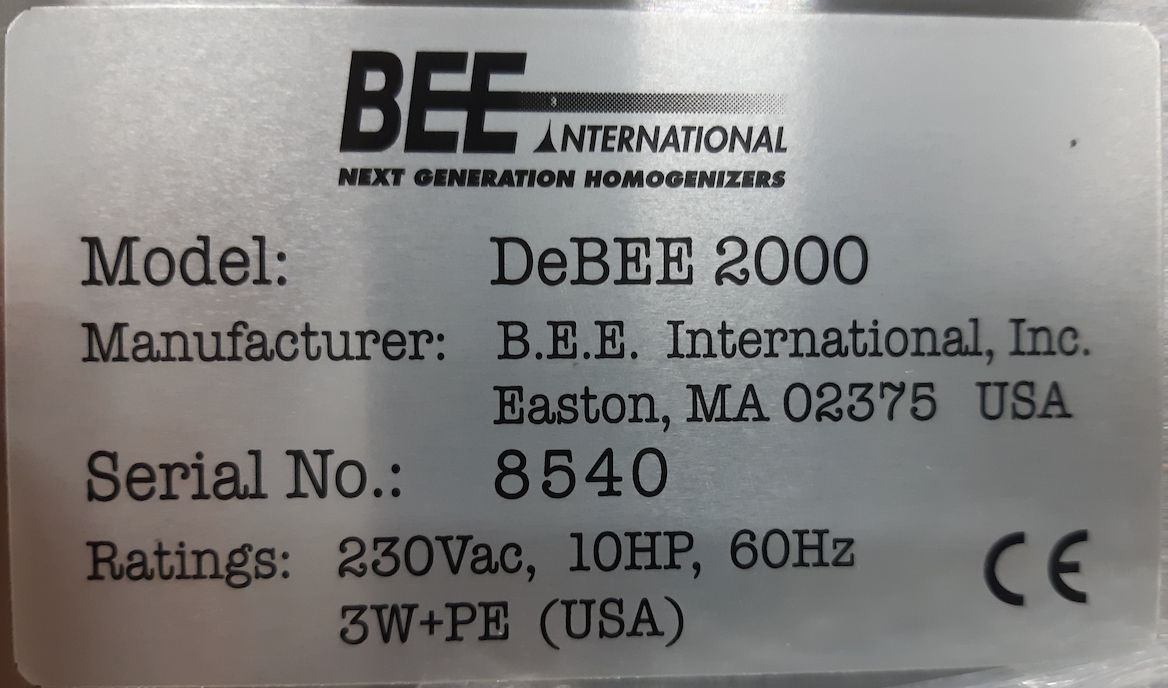 BEE INTERNATIONAL
NEXT GENERATION HOMOGENIZERS
Model: DeBEE 2000
Manufacturer: B.E.E. International, Inc.
Easton, MA 02375 USA
Serial No.: 8540
Ratings: 230Vac, 10HP, 60Hz
3W+PE (USA)
CE